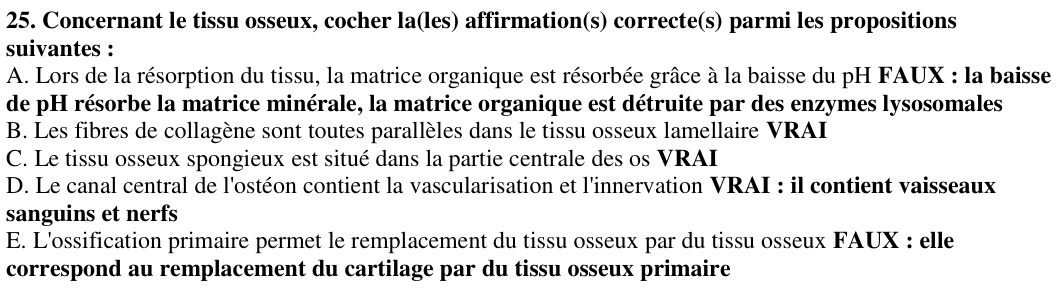 25. Concernant le tissu osseux, cocher la(les) affirmation(s) correcte(s) parmi les propositions
suivantes :
A. Lors de la résorption du tissu, la matrice organique est résorbée grâce à la baisse du pH FAUX : la baisse
de pH résorbe la matrice minérale, la matrice organique est détruite par des enzymes lysosomales
B. Les fibres de collagène sont toutes parallèles dans le tissu osseux lamellaire VRAI
C. Le tissu osseux spongieux est situé dans la partie centrale des os VRAI
D. Le canal central de l'ostéon contient la vascularisation et l'innervation VRAI : il contient vaisseaux
sanguins et nerfs
E. L'ossification primaire permet le remplacement du tissu osseux par du tissu osseux FAUX : elle
correspond au remplacement du cartilage par du tissu osseux primaire